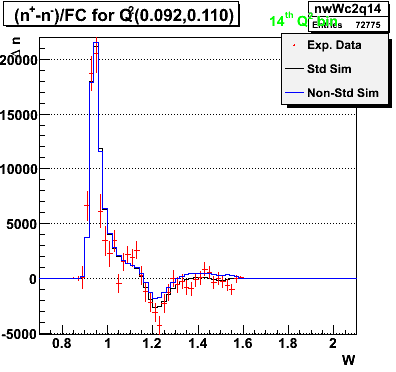 (n⁺-n⁻)/FC for Q²(0.092,0.110)
14th Q² bin
nwWc2q14
Entries 72775
Exp. Data
Std Sim
Non-Std Sim
n
20000
15000
10000
5000
0
-5000
0.8 1 1.2 1.4 1.6 1.8 2
W